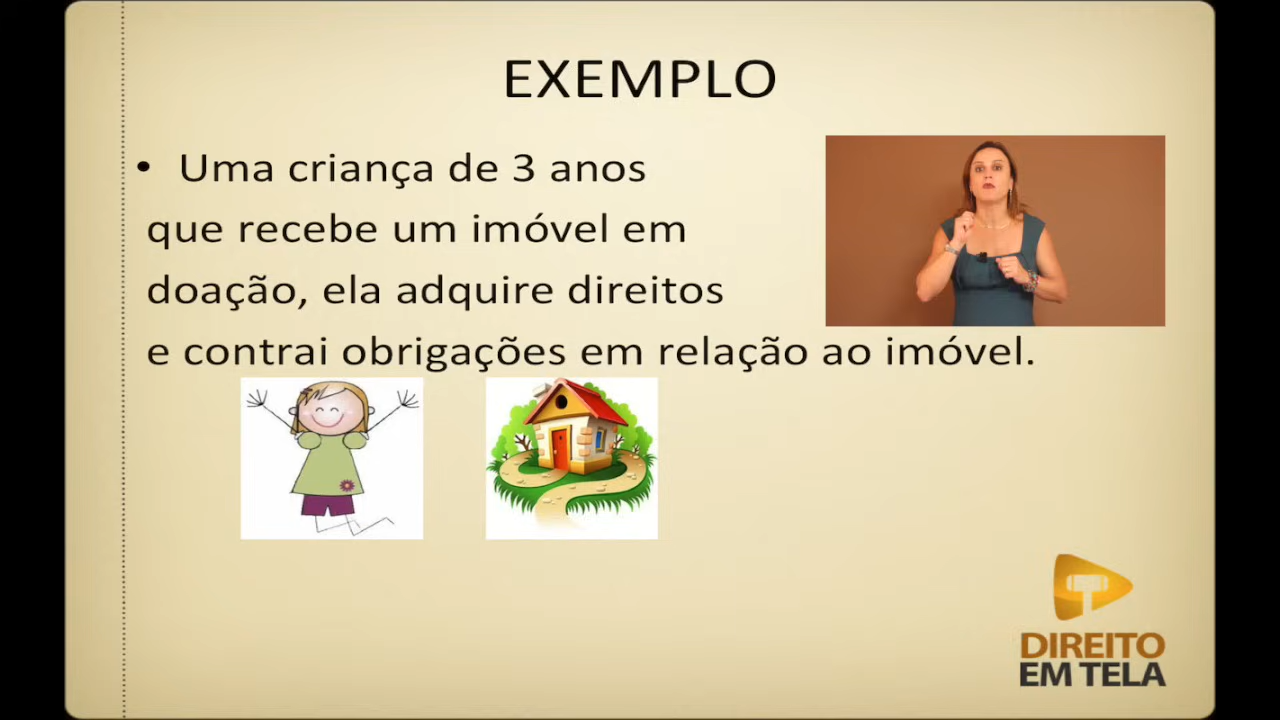 EXEMPLO
• Uma criança de 3 anos
que recebe um imóvel em
doação, ela adquire direitos
e contrai obrigações em relação ao imóvel.
DIREITO
EM TELA